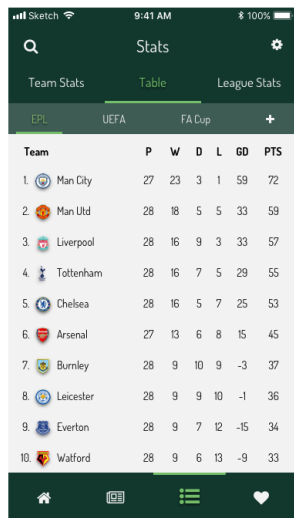 Sketch 9:41 AM 100%
Stats
Team Stats Table League Stats
EPL UEFA FA Cup +
Team P W D L GD PTS
1. Man City 27 23 3 1 59 72
2. Man Utd 28 18 5 5 33 59
3. Liverpool 28 16 9 3 33 57
4. Tottenham 28 16 7 5 29 55
5. Chelsea 28 16 5 7 25 53
6. Arsenal 27 13 6 8 15 45
7. Burnley 28 9 10 9 -3 37
8. Leicester 28 9 9 10 -1 36
9. Everton 28 9 7 12 -15 34
10. Watford 28 9 6 13 -9 33